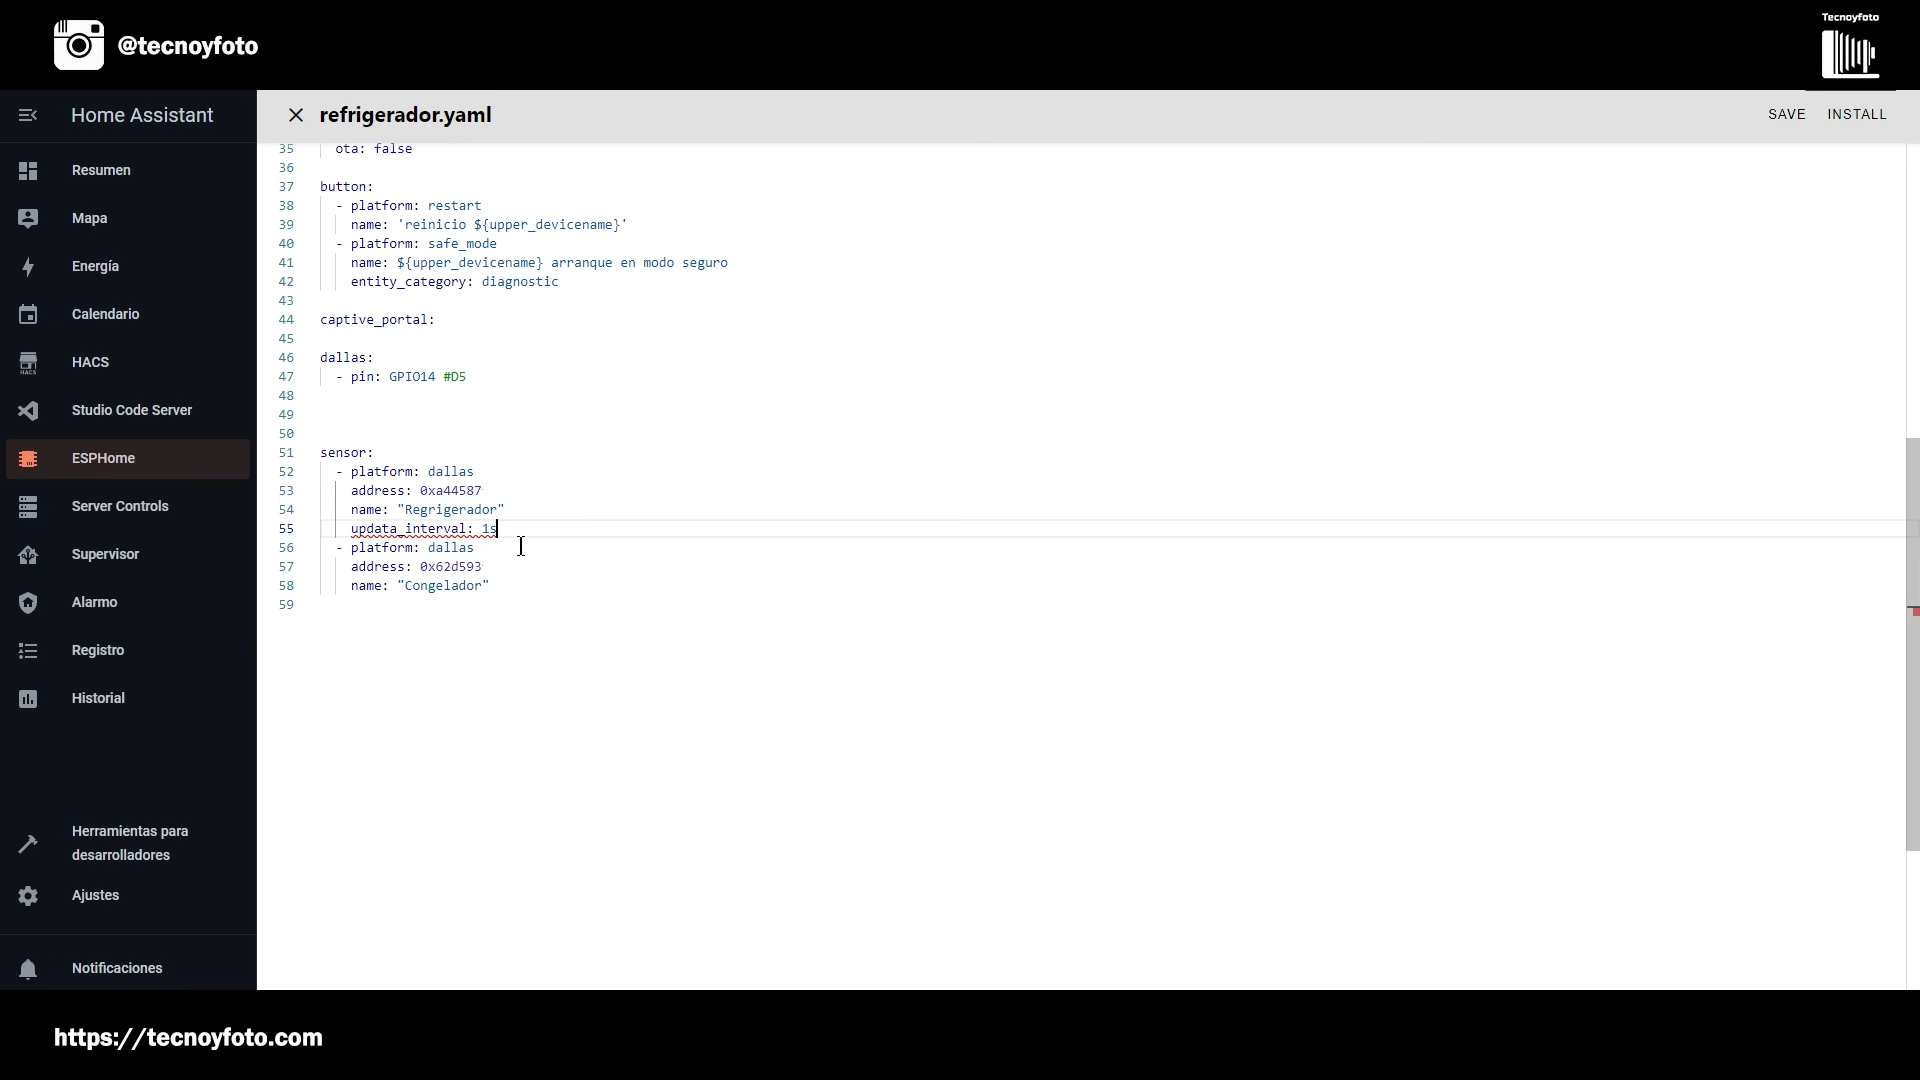 @tecnoyfoto
Tecnoyfoto
Home Assistant
Resumen
Mapa
Energía
Calendario
HACS
HACS
Studio Code Server
ESPHome
Server Controls
Supervisor
Alarmo
Registro
Historial
Herramientas para
desarrolladores
Ajustes
Notificaciones
refrigerador.yaml
SAVE INSTALL
35 ota: false
36
37 button:
38 - platform: restart
39 name: 'reinicio ${upper_devicename}'
40 - platform: safe_mode
41 name: ${upper_devicename} arranque en modo seguro
42 entity_category: diagnostic
43
44 captive_portal:
45
46 dallas:
47 - pin: GPIO14 #D5
48
49
50
51 sensor:
52 - platform: dallas
53 address: 0xa44587
54 name: "Regrigerador"
55 updata_interval: 1s
56 - platform: dallas
57 address: 0x62d593
58 name: "Congelador"
59
https://tecnoyfoto.com